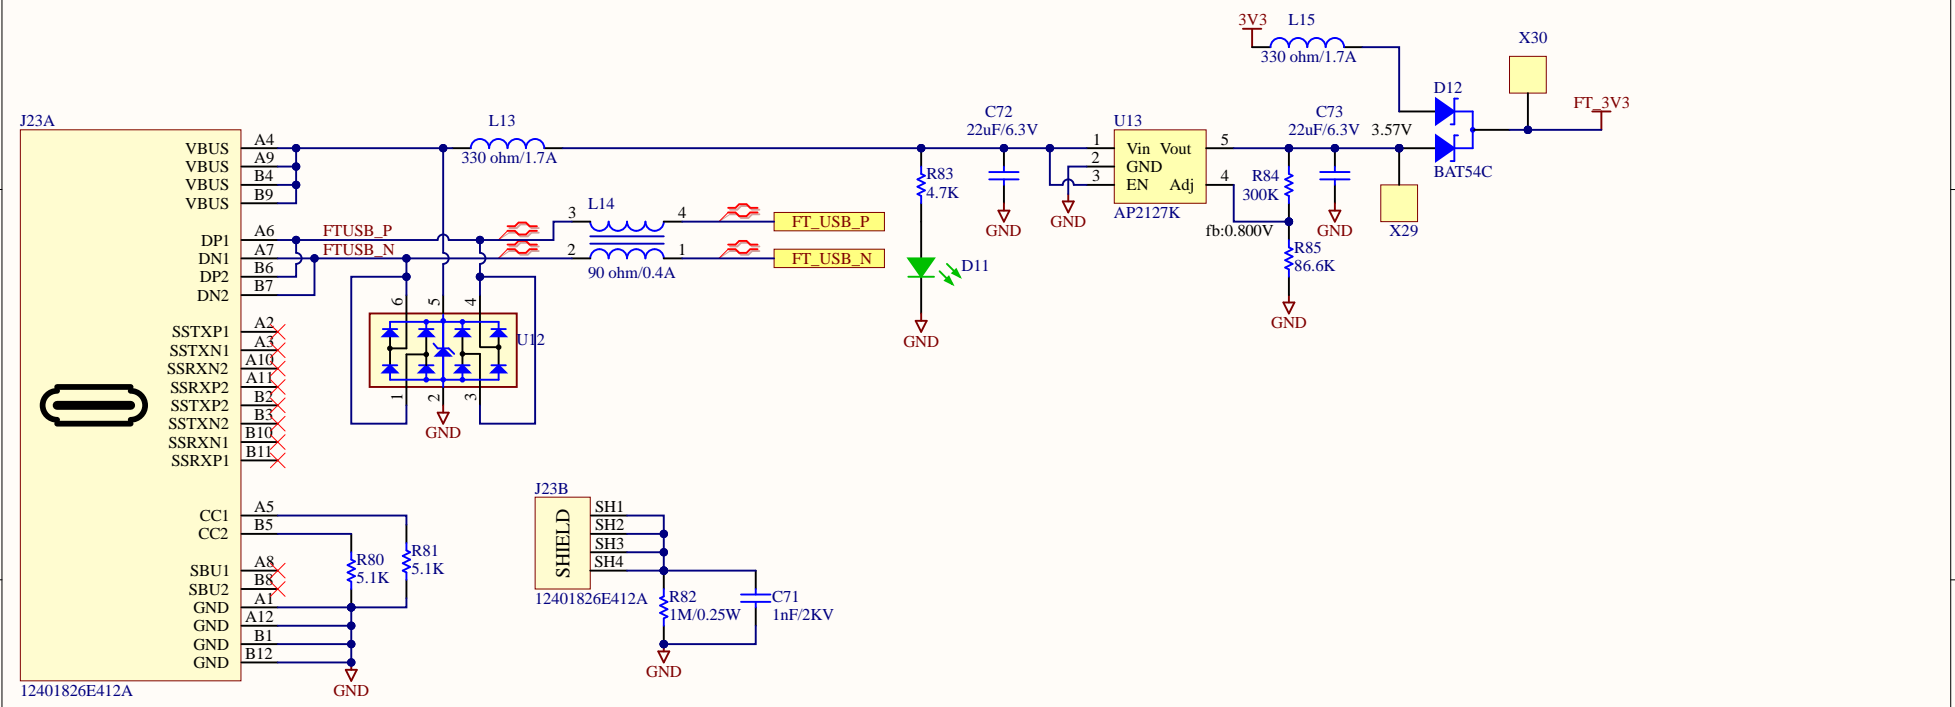 3V3
L15
330 ohm/1.7A
X30
D12
FT_3V3
BAT54C
J23A
VBUS A4
VBUS A9
VBUS B4
VBUS B9
DP1 A6
DN1 A7
DP2 B6
DN2 B7
SSTXP1 A2
SSTXN1 A3
SSRXN2 A10
SSRXP2 A11
SSTXP2 B2
SSTXN2 B3
SSRXN1 B10
SSRXP1 B11
CC1 A5
CC2 B5
SBU1 A8
SBU2 B8
GND A1
GND A12
GND B1
GND B12
12401826E412A
FTUSB_P
FTUSB_N
L13
330 ohm/1.7A
L14
3 4
2 1
90 ohm/0.4A
FT_USB_P
FT_USB_N
6 5 4
U12
1 2 3
GND
R80
5.1K
R81
5.1K
GND
J23B
SHIELD
SH1
SH2
SH3
SH4
12401826E412A
R82
1M/0.25W
C71
1nF/2KV
GND
R83
4.7K
D11
GND
C72
22uF/6.3V
GND
GND
U13
1 Vin Vout 5
2 GND
3 EN Adj 4
AP2127K
fb:0.800V
R84
300K
R85
86.6K
GND
C73
22uF/6.3V
GND
3.57V
X29